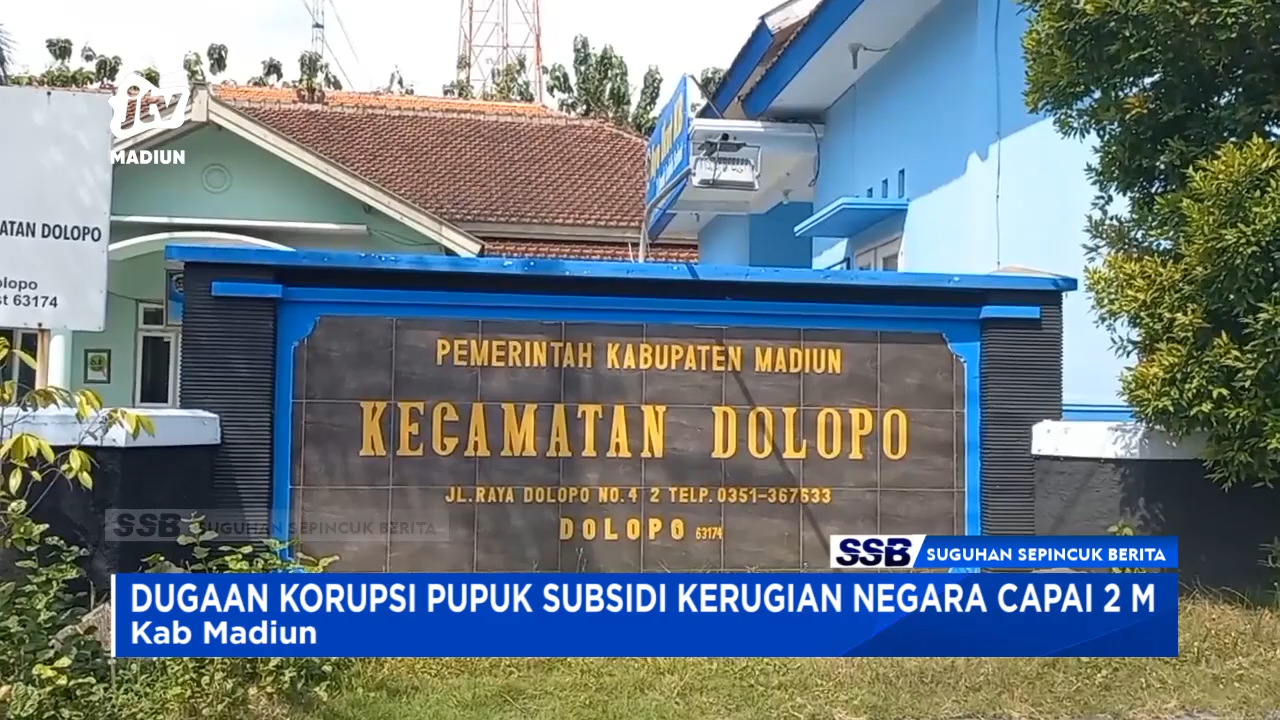 itv
MADIUN
ATAN DOLOPO
olopo
st 63174
PEMERINTAH KABUPATEN MADIUN
KECAMATAN DOLOPO
JL.RAYA DOLOPO NO.4 2 TELP.0351-367633
DOLOPO 63174
SSB SUGUHAN SEPINCUK BERITA
SSB SUGUHAN SEPINCUK BERITA
DUGAAN KORUPSI PUPUK SUBSIDI KERUGIAN NEGARA CAPAI 2 M
Kab Madiun